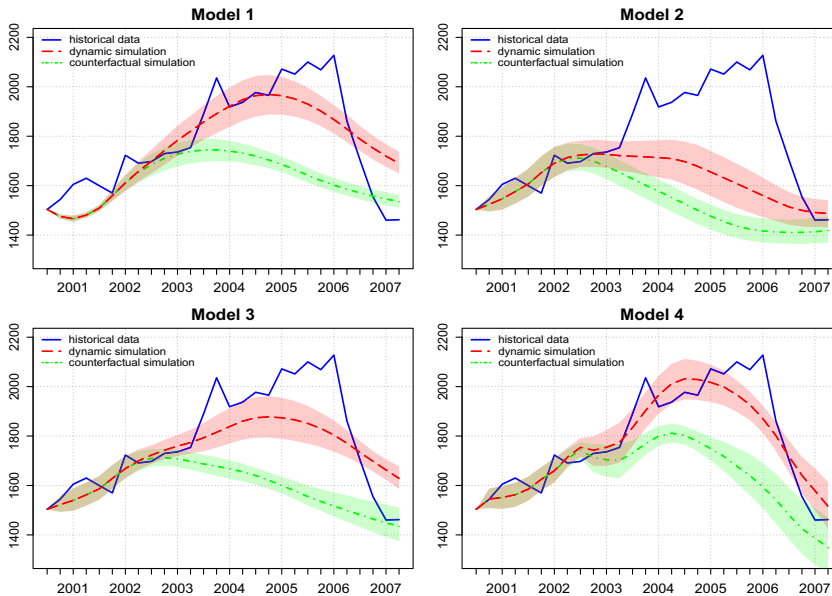 Model 1
2200
2000
1800
1600
1400
historical data
dynamic simulation
counterfactual simulation
2001 2002 2003 2004 2005 2006 2007
Model 2
2200
2000
1800
1600
1400
historical data
dynamic simulation
counterfactual simulation
2001 2002 2003 2004 2005 2006 2007
Model 3
2200
2000
1800
1600
1400
historical data
dynamic simulation
counterfactual simulation
2001 2002 2003 2004 2005 2006 2007
Model 4
2200
2000
1800
1600
1400
historical data
dynamic simulation
counterfactual simulation
2001 2002 2003 2004 2005 2006 2007